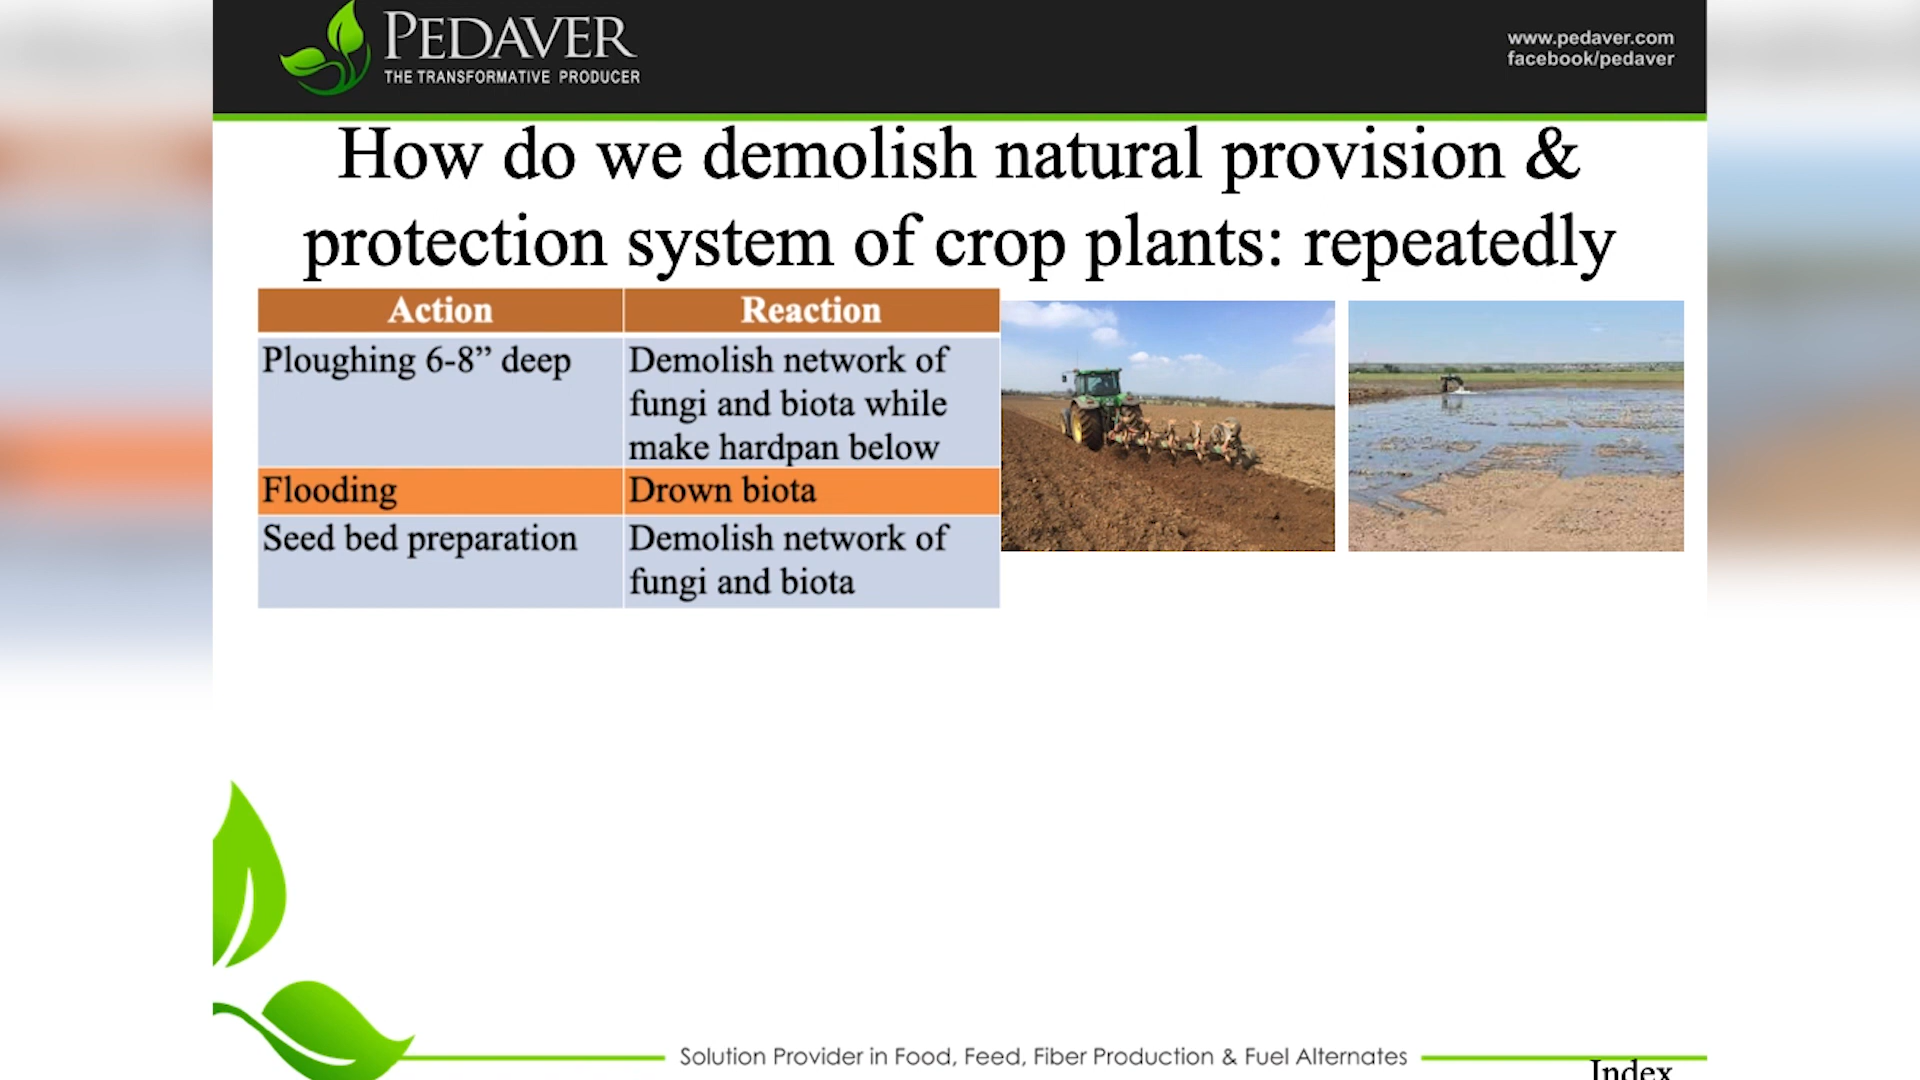 PEDAVER
THE TRANSFORMATIVE PRODUCER
www.pedaver.com
facebook/pedaver
How do we demolish natural provision &
protection system of crop plants: repeatedly
Action
Reaction
Ploughing 6-8” deep
Demolish network of
fungi and biota while
make hardpan below
Flooding
Drown biota
Seed bed preparation
Demolish network of
fungi and biota
Solution Provider in Food, Feed, Fiber Production & Fuel Alternates
Index